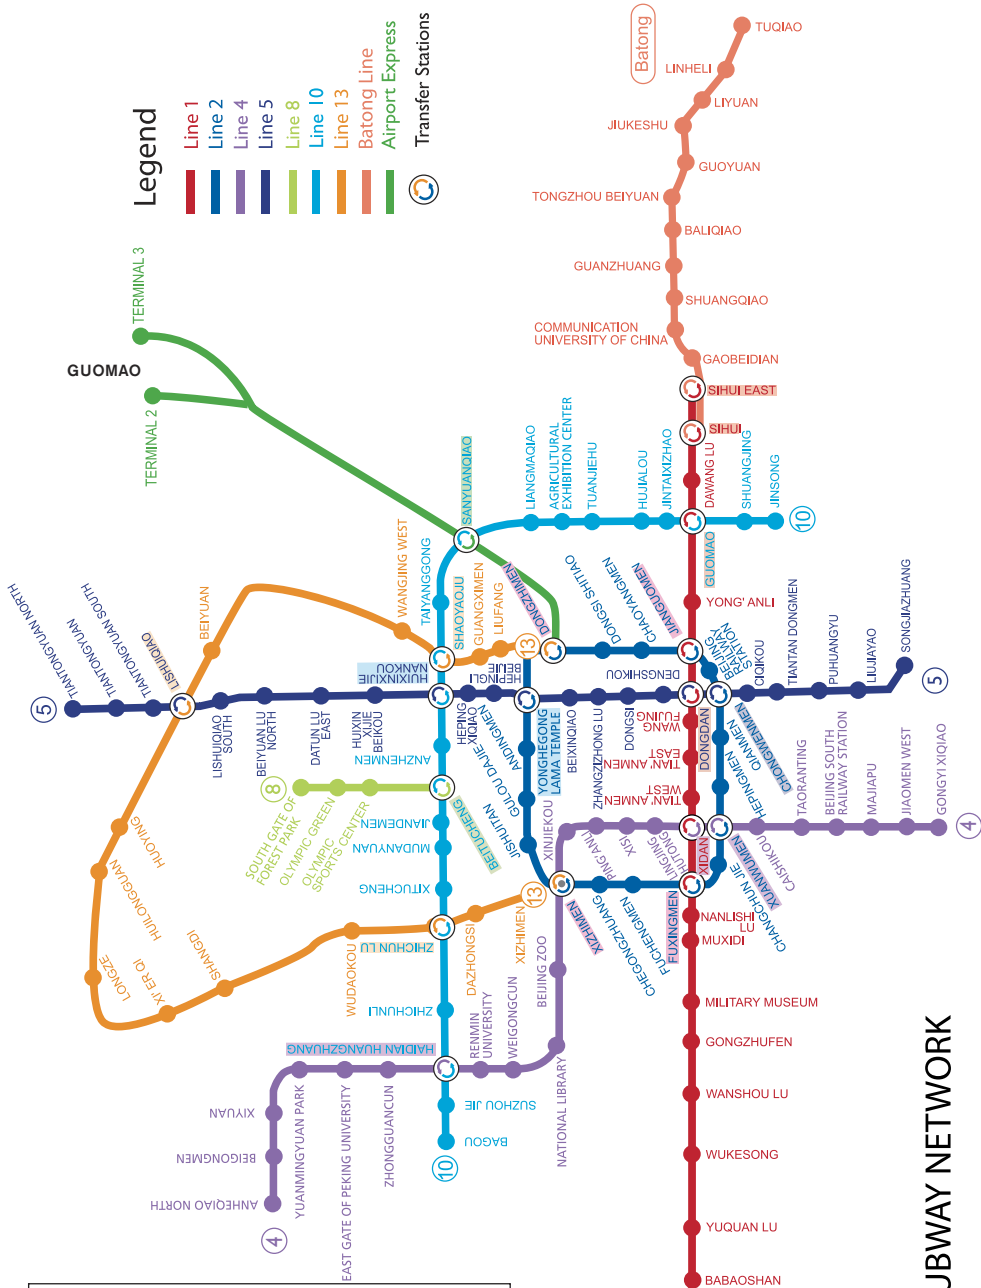 Legend
Line 1
Line 2
Line 4
Line 5
Line 8
Line 10
Line 13
Batong Line
Airport Express
Transfer Stations
Batong
TUQIAO
LINHELI
LIYUAN
JIUKESHU
GUOYUAN
TONGZHOU BEIYUAN
BALIQIAO
GUANZHUANG
SHUANGQIAO
COMMUNICATION
UNIVERSITY OF CHINA
GAOBEIDIAN
SIHUI EAST
SIHUI
TERMINAL 3
GUOMAO
TERMINAL 2
SANYUANQIAO
LIANGMAQIAO
AGRICULTURAL
EXHIBITION CENTER
TUANJIEHU
HUJIALOU
JINTAIXIZHAO
DAWANG LU
GUOMAO
SHUANGJING
JINSONG
10
TIANTONGYUAN NORTH
TIANTONGYUAN
TIANTONGYUAN SOUTH
LISHUIQIAO
5
BEIYUAN
WANGJING WEST
TAIYANGGONG
SHAOYAOJU
GUANGXIMEN
LIUFANG
13
DONGZHIMEN
DONGSI SHITIAO
CHAOYANGMEN
JIANGUOMEN
YONG' ANLI
BEIJING
RAILWAY
STATION
LISHUIQIAO
SOUTH
BEIYUAN LU
NORTH
DATUN LU
EAST
HUIXIN
XIJIE
BEIKOU
HUIXINXIJIE
NANKOU
HEPING
XIQIAO
HEPINGLI
BEIJIE
YONGHEGONG
LAMA TEMPLE
BEIXINQIAO
ZHANGZIZHONG LU
DONGSI
DENGSHIKOU
DONGDAN
CHONGWENMEN
CIQIKOU
TIANTAN DONGMEN
PUHUANGYU
LIUJIAYAO
SONGJIAZHUANG
5
8
SOUTH GATE OF
FOREST PARK
OLYMPIC GREEN
OLYMPIC
SPORTS CENTER
BEITUCHENG
ANZHENMEN
JIANDEMEN
MUDANYUAN
XITUCHENG
ZHICHUN LU
ZHICHUNLI
HAIDIAN HUANGZHUANG
SUZHOU JIE
BAGOU
10
ANDINGMEN
GULOU DAJIE
JISHUITAN
XIZHIMEN
CHEGONGZHUANG
FUCHENGMEN
FUXINGMEN
CHANGCHUN JIE
XUANWUMEN
HEPINGMEN
QIANMEN
WANG
FUJING
TIAN' ANMEN
EAST
TIAN' ANMEN
WEST
XIDAN
NANLISHI
LU
MUXIDI
MILITARY MUSEUM
GONGZHUFEN
WANSHOU LU
WUKESONG
YUQUAN LU
BABAOSHAN
HUOYING
HUILONGGUAN
LONGZE
XI' ER QI
SHANGDI
WUDAOKOU
DAZHONGSI
XIZHIMEN
13
4
ANHEQIAO NORTH
BEIGONGMEN
XIYUAN
YUANMINGYUAN PARK
EAST GATE OF PEKING UNIVERSITY
ZHONGGUANCUN
RENMIN
UNIVERSITY
WEIGONGCUN
NATIONAL LIBRARY
BEIJING ZOO
XINJIEKOU
PING'ANLI
XISI
LINGJING
HUTONG
CAISHIKOU
TAORANTING
BEIJING SOUTH
RAILWAY STATION
MAJIAPU
JIAOMEN WEST
GONGYI XIQIAO
4
UBWAY NETWORK